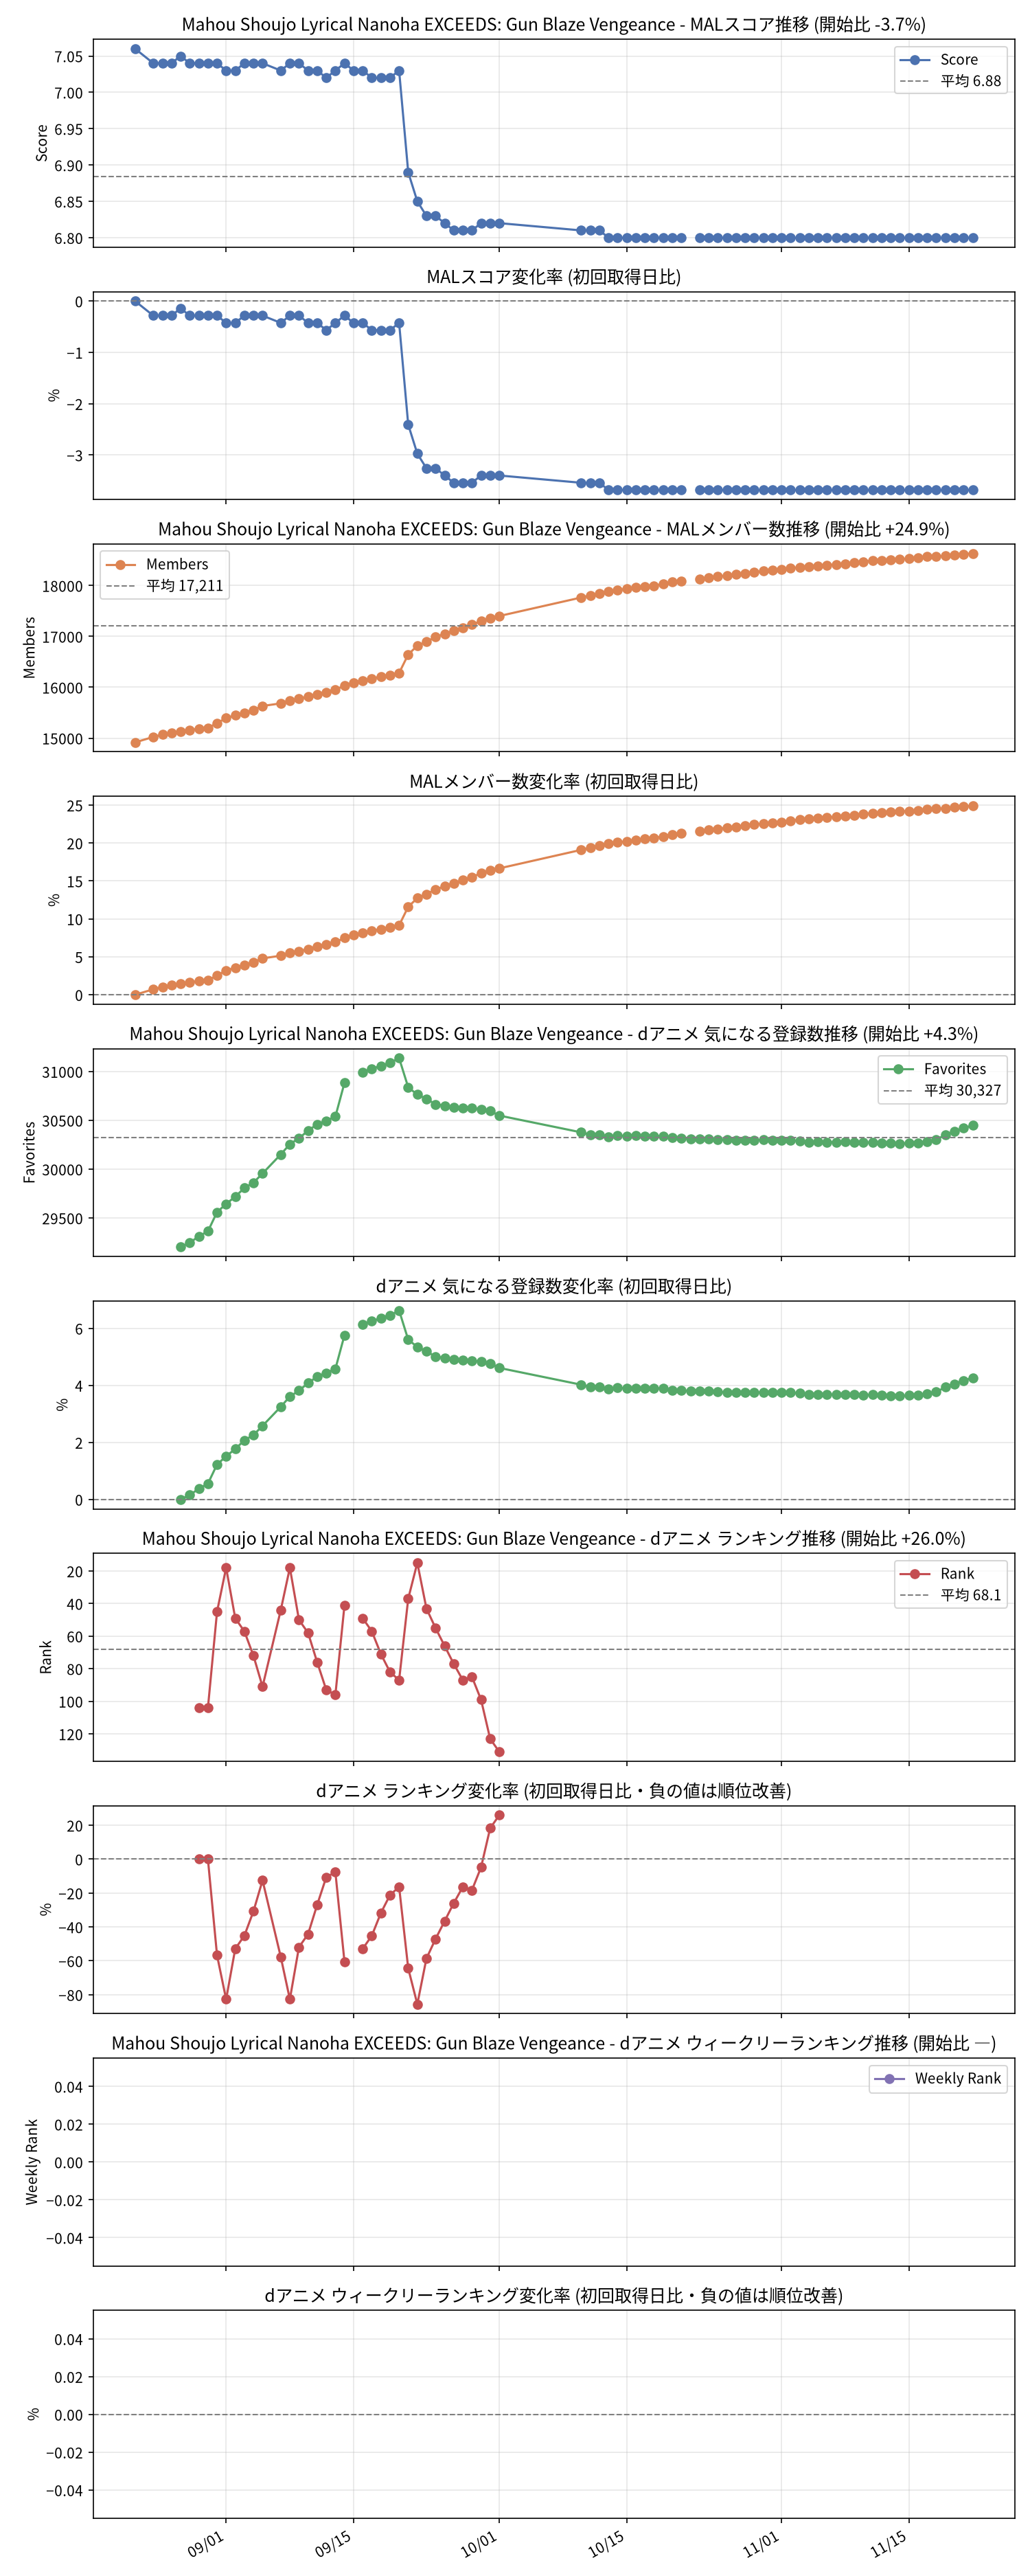 Mahou Shoujo Lyrical Nanoha EXCEEDS: Gun Blaze Vengeance - MALスコア推移 (開始比 -3.7%)
Score
7.05
7.00
6.95
6.90
6.85
6.80
Score
平均 6.88
MALスコア変化率 (初回取得日比)
%
0
−1
−2
−3
Mahou Shoujo Lyrical Nanoha EXCEEDS: Gun Blaze Vengeance - MALメンバー数推移 (開始比 +24.9%)
Members
18000
17000
16000
15000
Members
平均 17,211
MALメンバー数変化率 (初回取得日比)
%
25
20
15
10
5
0
Mahou Shoujo Lyrical Nanoha EXCEEDS: Gun Blaze Vengeance - dアニメ 気になる登録数推移 (開始比 +4.3%)
Favorites
31000
30500
30000
29500
Favorites
平均 30,327
dアニメ 気になる登録数変化率 (初回取得日比)
%
6
4
2
0
Mahou Shoujo Lyrical Nanoha EXCEEDS: Gun Blaze Vengeance - dアニメ ランキング推移 (開始比 +26.0%)
Rank
20
40
60
80
100
120
Rank
平均 68.1
dアニメ ランキング変化率 (初回取得日比・負の値は順位改善)
%
20
0
−20
−40
−60
−80
Mahou Shoujo Lyrical Nanoha EXCEEDS: Gun Blaze Vengeance - dアニメ ウィークリーランキング推移 (開始比 —)
Weekly Rank
0.04
0.02
0.00
−0.02
−0.04
Weekly Rank
dアニメ ウィークリーランキング変化率 (初回取得日比・負の値は順位改善)
%
0.04
0.02
0.00
−0.02
−0.04
09/01
09/15
10/01
10/15
11/01
11/15